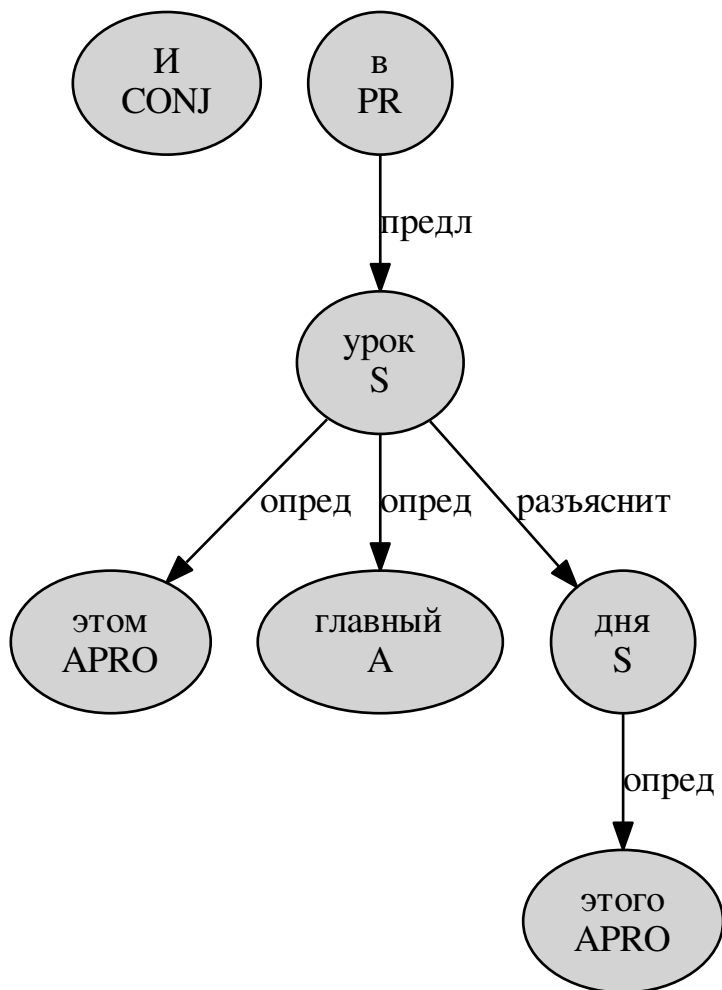 И
CONJ
в
PR
предл
урок
S
опред
опред
разъяснит
этом
APRO
главный
A
дня
S
опред
этого
APRO